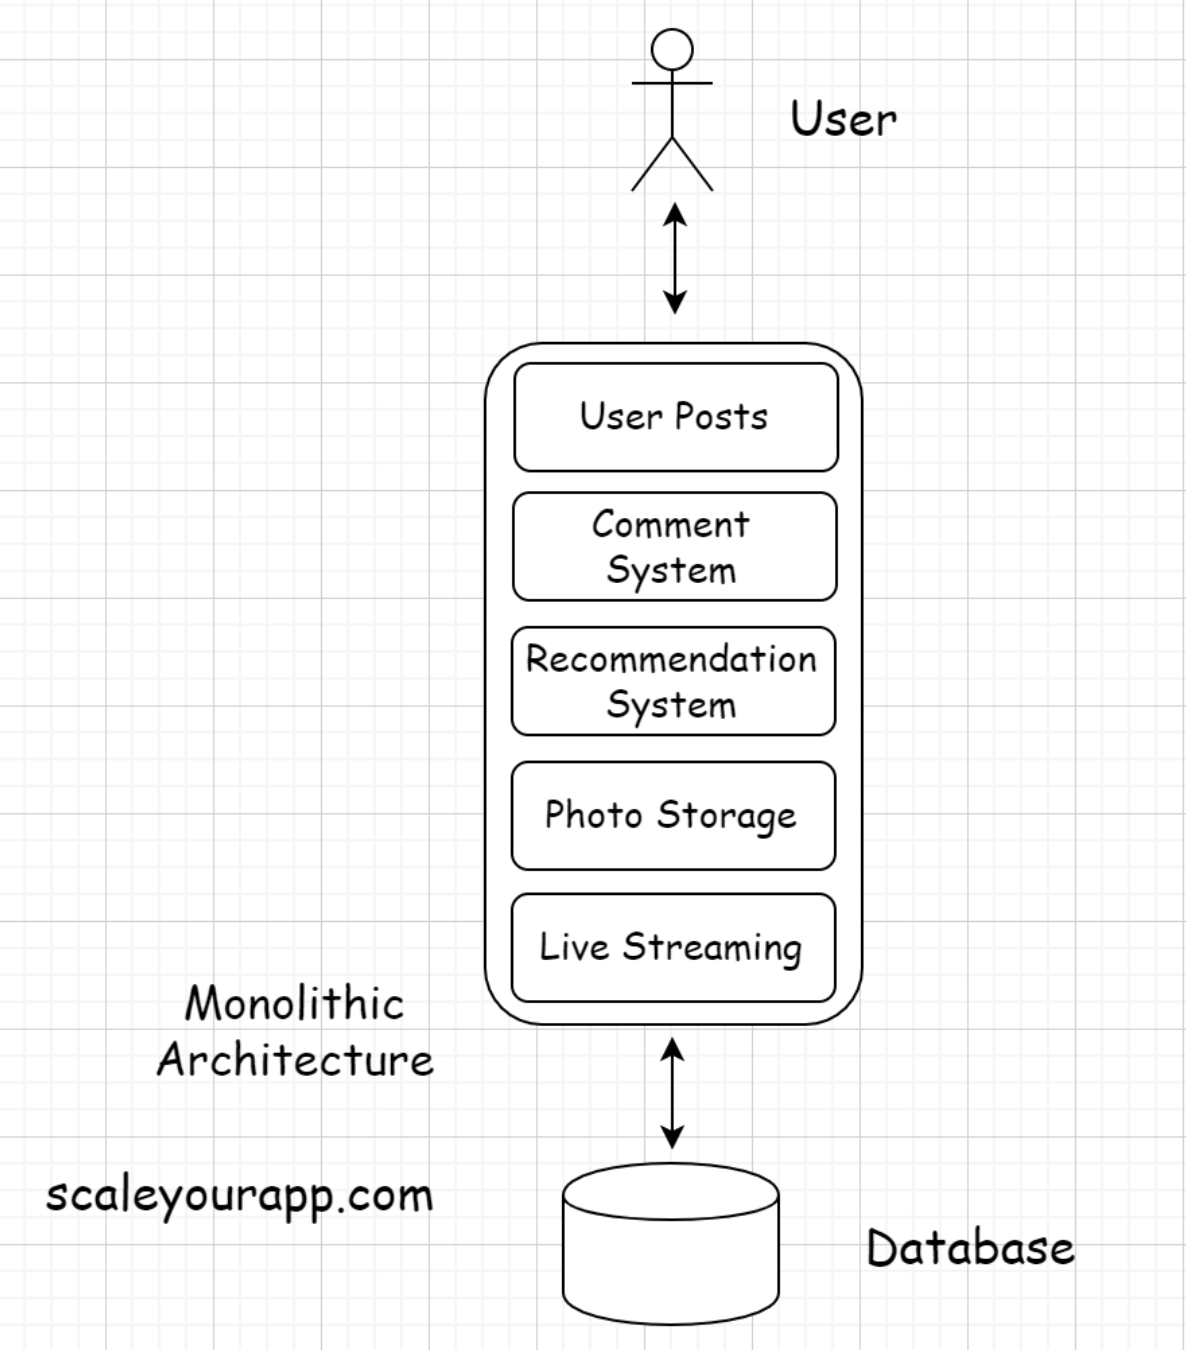 User
User Posts
Comment
System
Recommendation
System
Photo Storage
Live Streaming
Monolithic
Architecture
scaleyourapp.com
Database